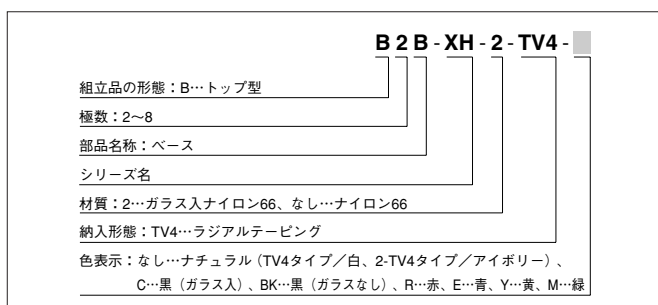 B 2 B - XH - 2 - TV4 -
組立品の形態：B…トップ型
極数：2～8
部品名称：ベース
シリーズ名
材質：2…ガラス入ナイロン66、なし…ナイロン66
納入形態：TV4…ラジアルテーピング
色表示：なし…ナチュラル（TV4タイプ／白、2-TV4タイプ／アイボリー）、
C…黒（ガラス入）、BK…黒（ガラスなし）、R…赤、E…青、Y…黄、M…緑